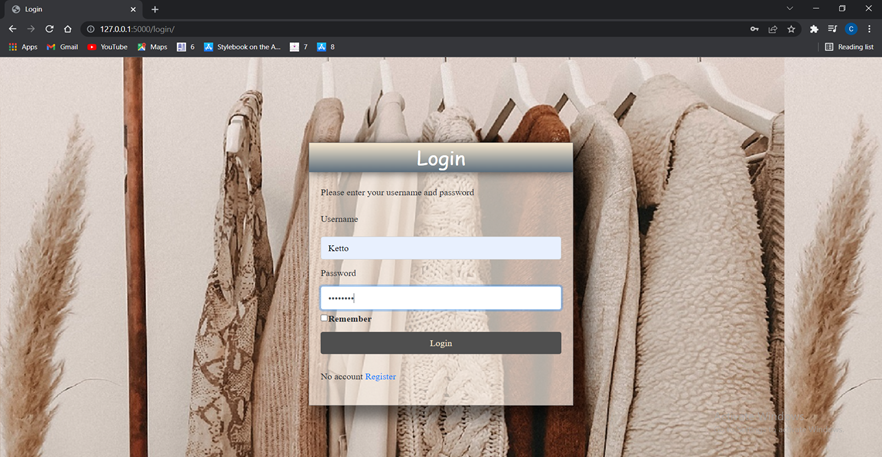 Login
127.0.0.1:5000/login/
C
Apps
Gmail
YouTube
Maps
6
Stylebook on the A...
7
8
Reading list
Login
Please enter your username and password
Username
Ketto
Password
Remember
Login
No account Register